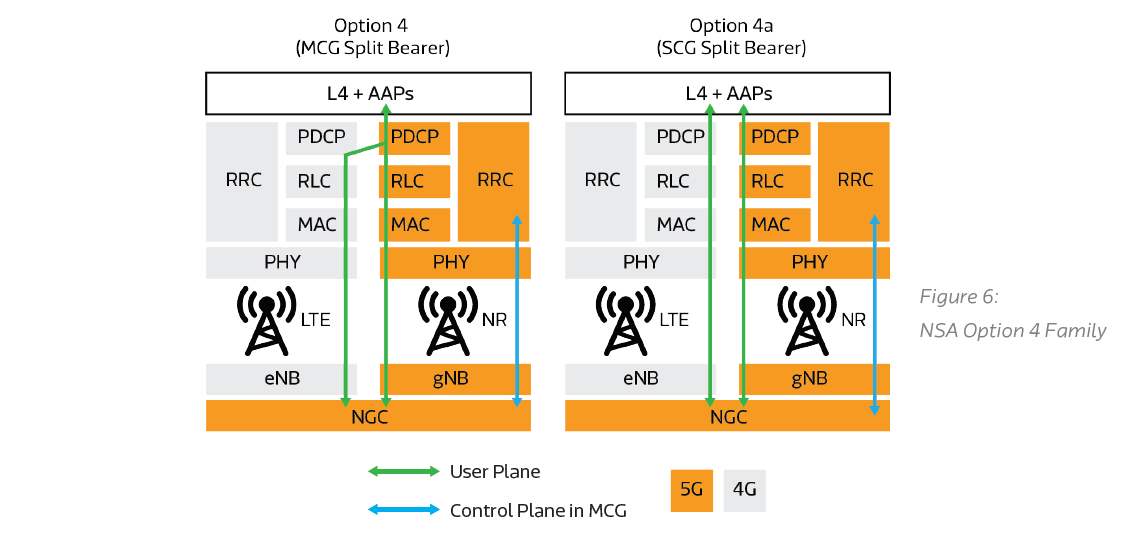 Option 4
(MCG Split Bearer)
L4 + AAPs
RRC
PDCP
PDCP
RRC
RLC
RLC
MAC
MAC
PHY
PHY
LTE
NR
eNB
gNB
NGC
Option 4a
(SCG Split Bearer)
L4 + AAPs
RRC
PDCP
PDCP
RRC
RLC
RLC
MAC
MAC
PHY
PHY
LTE
NR
eNB
gNB
NGC
Figure 6:
NSA Option 4 Family
User Plane
Control Plane in MCG
5G
4G